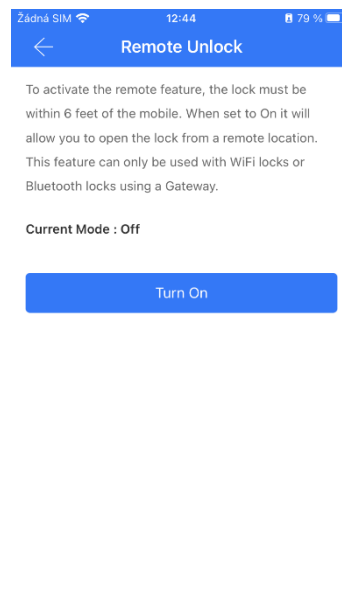 Žádná SIM 12:44 79 %
Remote Unlock
To activate the remote feature, the lock must be
within 6 feet of the mobile. When set to On it will
allow you to open the lock from a remote location.
This feature can only be used with WiFi locks or
Bluetooth locks using a Gateway.
Current Mode : Off
Turn On